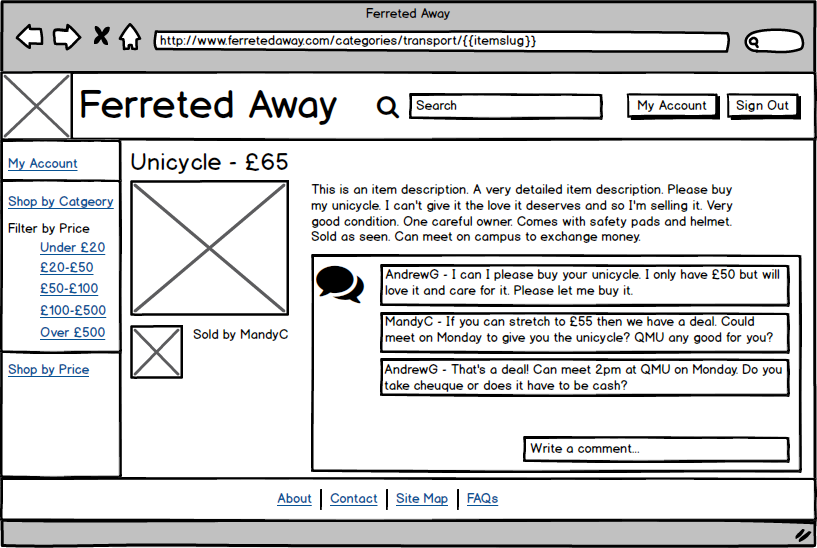 Ferreted Away
http://www.ferretedaway.com/categories/transport/{{itemslug}}
Ferreted Away
Search
My Account
Sign Out
My Account
Shop by Catgeory
Filter by Price
Under £20
£20-£50
£50-£100
£100-£500
Over £500
Shop by Price
Unicycle - £65
Sold by MandyC
This is an item description. A very detailed item description. Please buy
my unicycle. I can't give it the love it deserves and so I'm selling it. Very
good condition. One careful owner. Comes with safety pads and helmet.
Sold as seen. Can meet on campus to exchange money.
AndrewG - I can I please buy your unicycle. I only have £50 but will
love it and care for it. Please let me buy it.
MandyC - If you can stretch to £55 then we have a deal. Could
meet on Monday to give you the unicycle? QMU any good for you?
AndrewG - That's a deal! Can meet 2pm at QMU on Monday. Do you
take cheuque or does it have to be cash?
Write a comment...
About
Contact
Site Map
FAQs